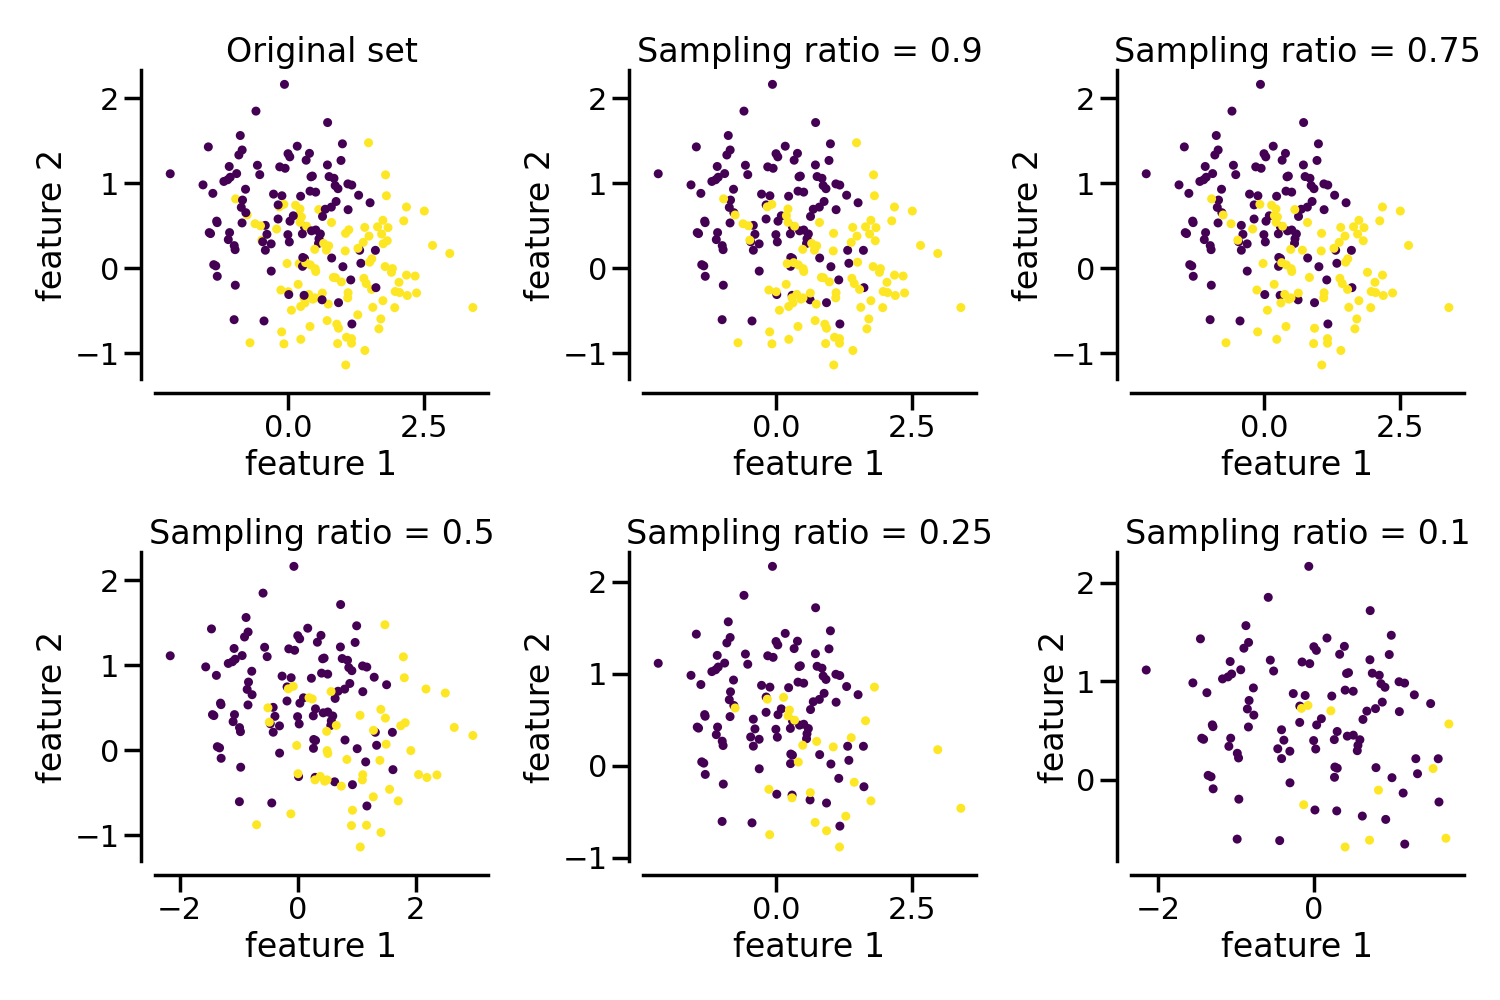 Original set
Sampling ratio = 0.9
Sampling ratio = 0.75
feature 2
2
1
0
−1
0.0
2.5
feature 1
feature 2
2
1
0
−1
0.0
2.5
feature 1
feature 2
2
1
0
−1
0.0
2.5
feature 1
Sampling ratio = 0.5
Sampling ratio = 0.25
Sampling ratio = 0.1
feature 2
2
1
0
−1
−2
0
2
feature 1
feature 2
2
1
0
−1
0.0
2.5
feature 1
feature 2
2
1
0
−2
0
feature 1